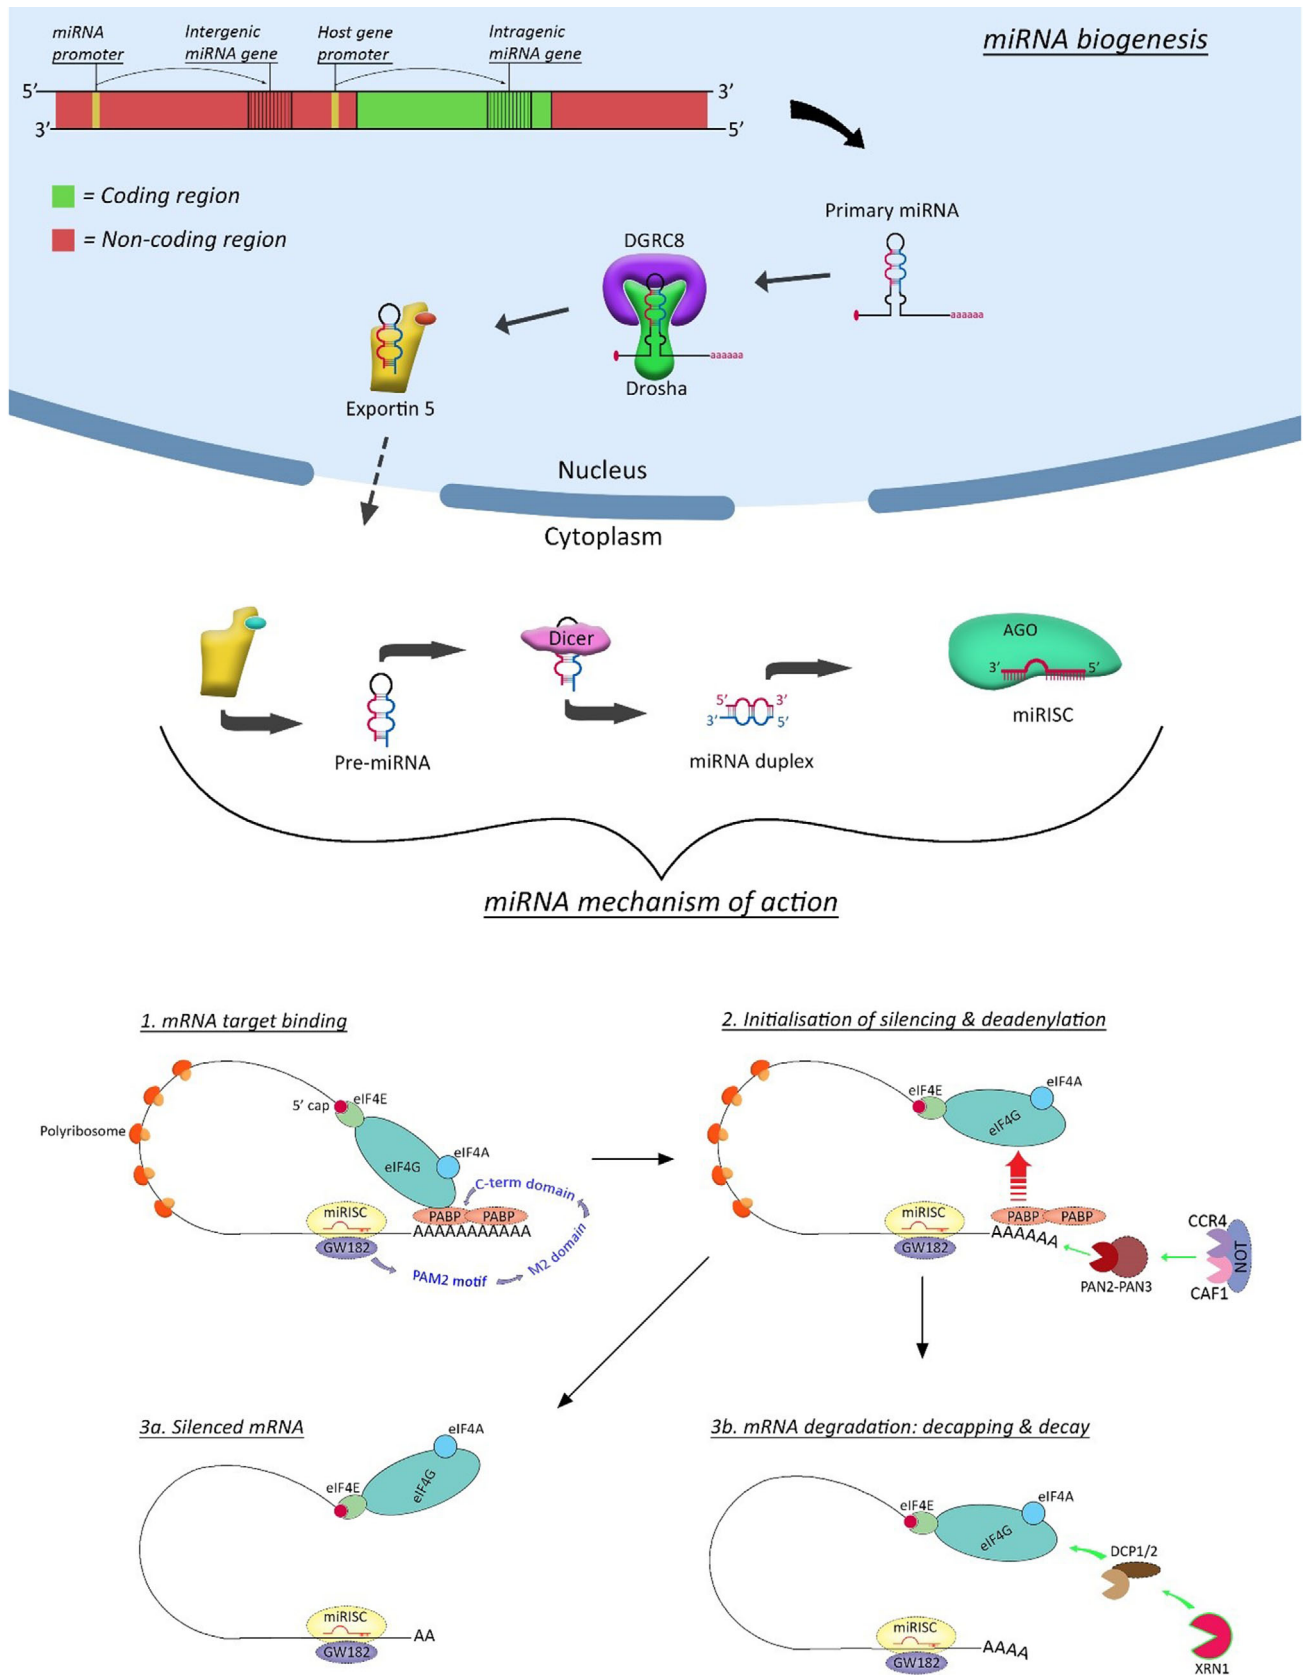 miRNA biogenesis
miRNA promoter
Intergenic miRNA gene
Host gene promoter
Intragenic miRNA gene
5’ 3’
3’ 5’
= Coding region
= Non-coding region
Primary miRNA
aaaaaa
DGRC8
aaaaaa
Drosha
Exportin 5
Nucleus
Cytoplasm
Pre-miRNA
Dicer
5’ 3’
3’ 5’
miRNA duplex
AGO
3’ 5’
miRISC
miRNA mechanism of action
1. mRNA target binding
Polyribosome
5’ cap
eIF4E
eIF4G
eIF4A
C-term domain
miRISC
GW182
PABP PABP
AAAAAAAAAAA
PAM2 motif
M2 domain
2. Initialisation of silencing & deadenylation
eIF4E
eIF4G
eIF4A
miRISC
GW182
PABP PABP
AAAAAA
PAN2-PAN3
CCR4
NOT
CAF1
3a. Silenced mRNA
eIF4A
eIF4E
eIF4G
miRISC
GW182
AA
3b. mRNA degradation: decapping & decay
eIF4E
eIF4A
eIF4G
DCP1/2
XRN1
miRISC
GW182
AAAA